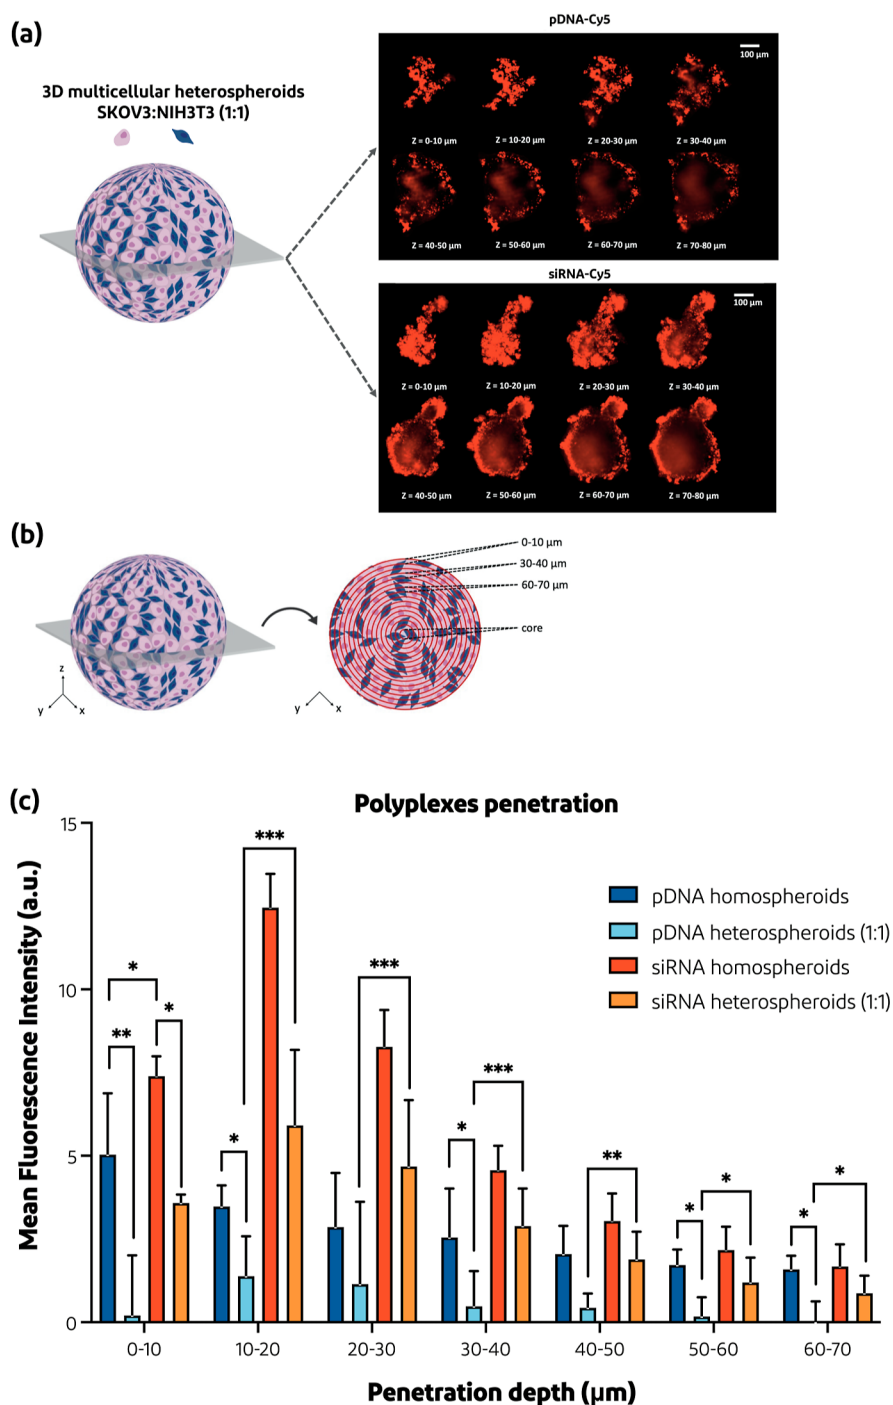 (a)
3D multicellular heterospheroids
SKOV3:NIH3T3 (1:1)
pDNA-Cy5
100 µm
Z = 0-10 µm
Z = 10-20 µm
Z = 20-30 µm
Z = 30-40 µm
Z = 40-50 µm
Z = 50-60 µm
Z = 60-70 µm
Z = 70-80 µm
siRNA-Cy5
100 µm
Z = 0-10 µm
Z = 10-20 µm
Z = 20-30 µm
Z = 30-40 µm
Z = 40-50 µm
Z = 50-60 µm
Z = 60-70 µm
Z = 70-80 µm
(b)
0-10 µm
30-40 µm
60-70 µm
core
z
y
x
y
x
(c)
Polyplexes penetration
Mean Fluorescence Intensity (a.u.)
15
10
5
0
pDNA homospheroids
pDNA heterospheroids (1:1)
siRNA homospheroids
siRNA heterospheroids (1:1)
*
**
*
*
***
***
*
***
**
*
*
*
*
0-10
10-20
20-30
30-40
40-50
50-60
60-70
Penetration depth (µm)